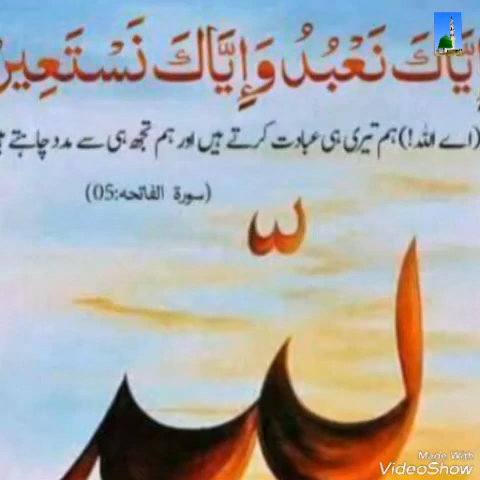 إِيَّاكَ نَعْبُدُ وَإِيَّاكَ نَسْتَعِين
(اے اللہ!) ہم تیری ہی عبادت کرتے ہیں اور ہم تجھ ہی سے مدد چاہتے
(سورۃ الفاتحہ:05)
Made With
VideoShow